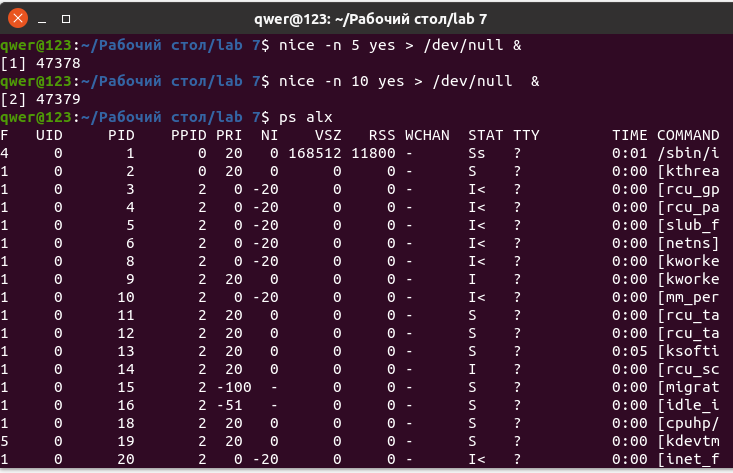 qwer@123: ~/Рабочий стол/lab 7
qwer@123:~/Рабочий стол/lab 7$ nice -n 5 yes > /dev/null &
[1] 47378
qwer@123:~/Рабочий стол/lab 7$ nice -n 10 yes > /dev/null  &
[2] 47379
qwer@123:~/Рабочий стол/lab 7$ ps alx
F   UID     PID    PPID PRI  NI    VSZ   RSS WCHAN  STAT TTY        TIME COMMAND
4     0       1       0  20   0 168512 11800 -      Ss   ?          0:01 /sbin/i
1     0       2       0  20   0      0     0 -      S    ?          0:00 [kthrea
1     0       3       2   0 -20      0     0 -      I<   ?          0:00 [rcu_gp
1     0       4       2   0 -20      0     0 -      I<   ?          0:00 [rcu_pa
1     0       5       2   0 -20      0     0 -      I<   ?          0:00 [slub_f
1     0       6       2   0 -20      0     0 -      I<   ?          0:00 [netns]
1     0       8       2   0 -20      0     0 -      I<   ?          0:00 [kworke
1     0       9       2  20   0      0     0 -      I    ?          0:00 [kworke
1     0      10       2   0 -20      0     0 -      I<   ?          0:00 [mm_per
1     0      11       2  20   0      0     0 -      S    ?          0:00 [rcu_ta
1     0      12       2  20   0      0     0 -      S    ?          0:00 [rcu_ta
1     0      13       2  20   0      0     0 -      S    ?          0:05 [ksofti
1     0      14       2  20   0      0     0 -      I    ?          0:00 [rcu_sc
1     0      15       2 -100  -      0     0 -      S    ?          0:00 [migrat
1     0      16       2 -51   -      0     0 -      S    ?          0:00 [idle_i
1     0      18       2  20   0      0     0 -      S    ?          0:00 [cpuhp/
5     0      19       2  20   0      0     0 -      S    ?          0:00 [kdevtm
1     0      20       2   0 -20      0     0 -      I<   ?          0:00 [inet_f